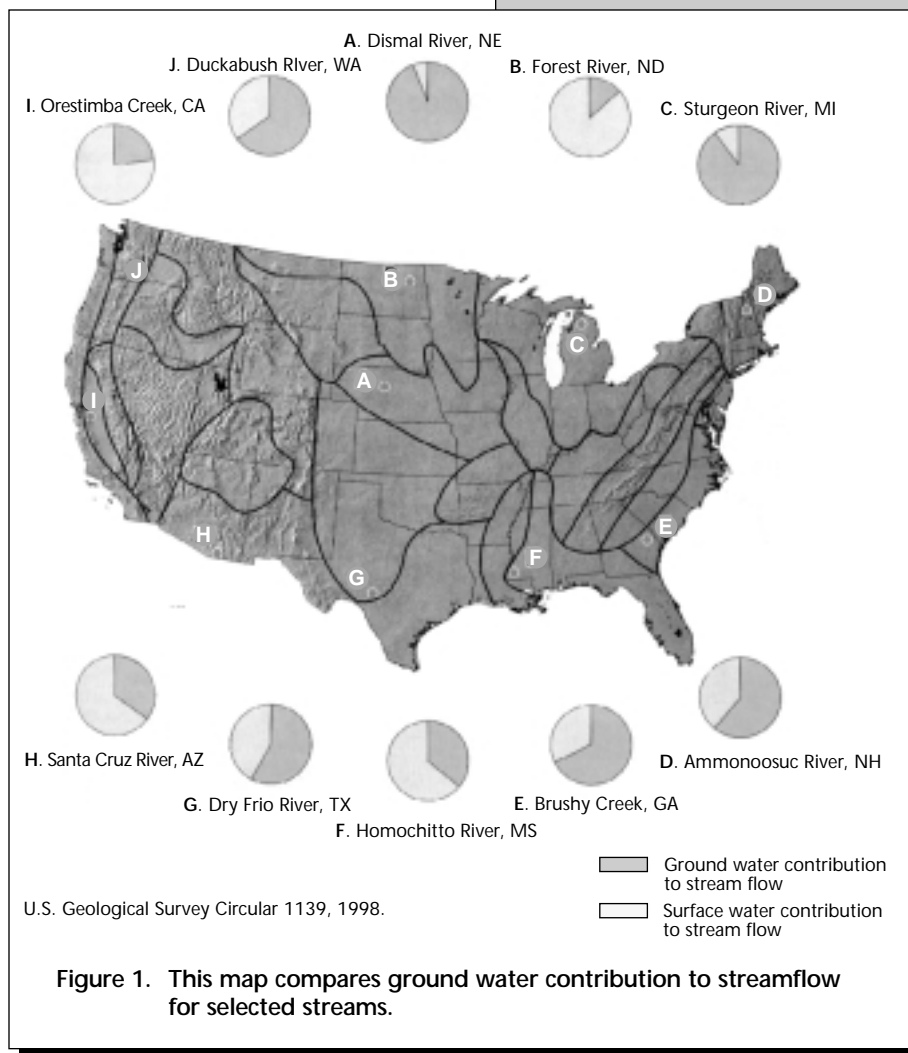 A. Dismal River, NE
J. Duckabush RIver, WA
B. Forest River, ND
I. Orestimba Creek, CA
C. Sturgeon River, MI
J
B
D
C
A
I
H
E
F
G
H. Santa Cruz River, AZ
D. Ammonoosuc River, NH
G. Dry Frio River, TX
E. Brushy Creek, GA
F. Homochitto River, MS
Ground water contribution
to stream flow
U.S. Geological Survey Circular 1139, 1998.
Surface water contribution
to stream flow
Figure 1. This map compares ground water contribution to streamflow
for selected streams.